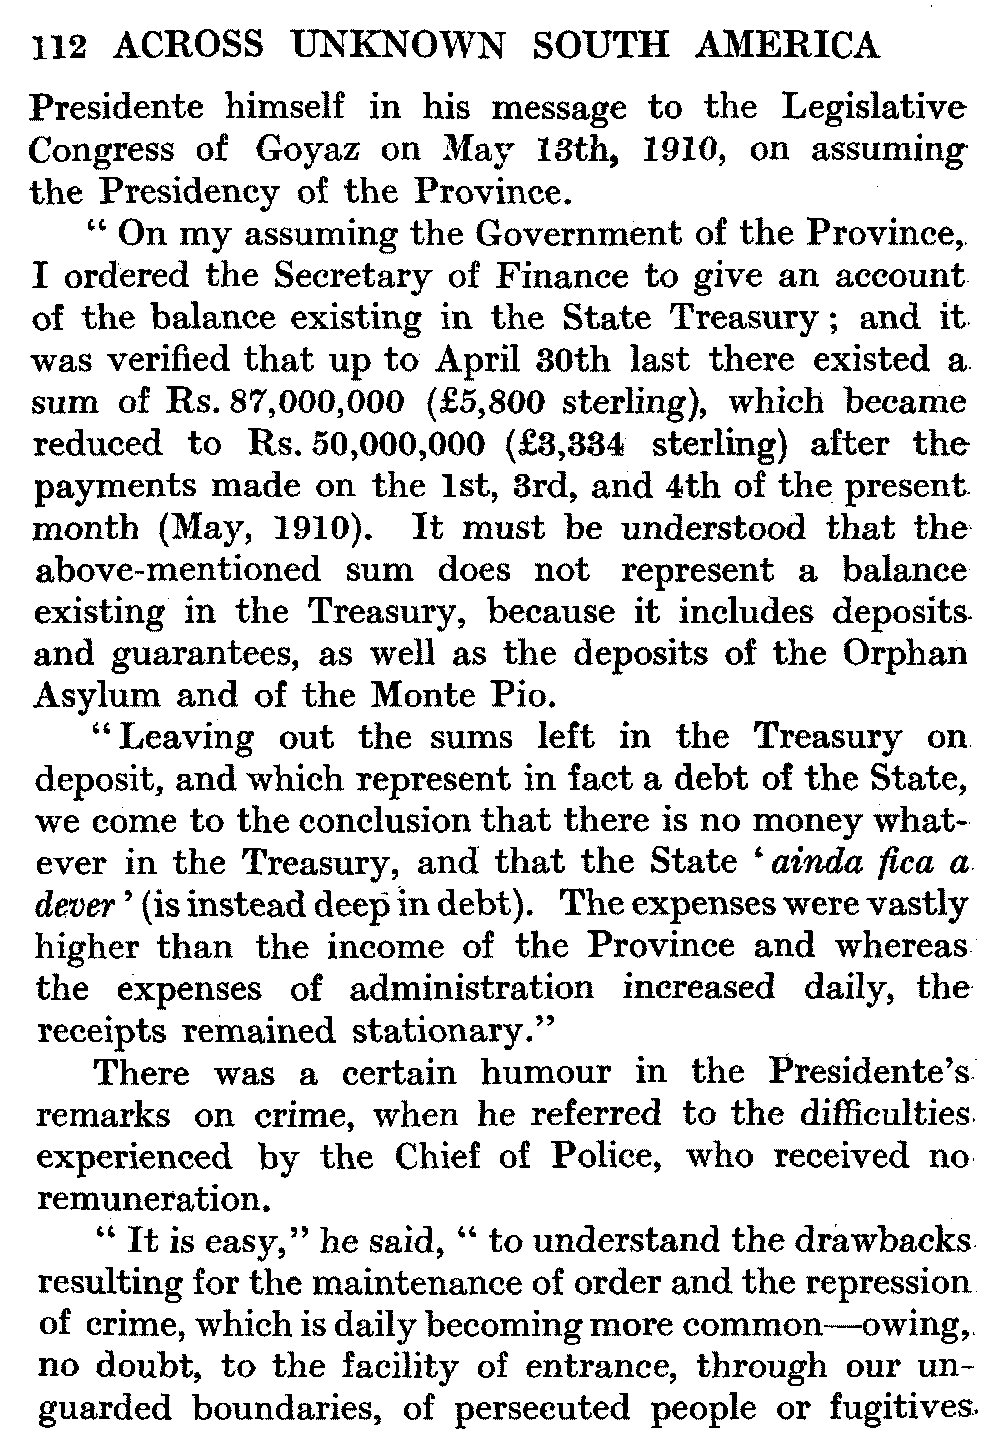 112 ACROSS UNKNOWN SOUTH AMERICA
Presidente himself in his message to the Legislative
Congress of Goyaz on May 13th, 1910, on assuming
the Presidency of the Province.
“ On my assuming the Government of the Province,
I ordered the Secretary of Finance to give an account
of the balance existing in the State Treasury ; and it
was verified that up to April 30th last there existed a
sum of Rs. 87,000,000 (£5,800 sterling), which became
reduced to Rs. 50,000,000 (£3,334 sterling) after the
payments made on the 1st, 3rd, and 4th of the present
month (May, 1910). It must be understood that the
above-mentioned sum does not represent a balance
existing in the Treasury, because it includes deposits
and guarantees, as well as the deposits of the Orphan
Asylum and of the Monte Pio.
“ Leaving out the sums left in the Treasury on
deposit, and which represent in fact a debt of the State,
we come to the conclusion that there is no money what-
ever in the Treasury, and that the State ‘ ainda fica a
dever ’ (is instead deep in debt). The expenses were vastly
higher than the income of the Province and whereas
the expenses of administration increased daily, the
receipts remained stationary.”
There was a certain humour in the Presidente’s
remarks on crime, when he referred to the difficulties
experienced by the Chief of Police, who received no
remuneration.
“ It is easy,” he said, “ to understand the drawbacks
resulting for the maintenance of order and the repression
of crime, which is daily becoming more common—owing,
no doubt, to the facility of entrance, through our un-
guarded boundaries, of persecuted people or fugitives